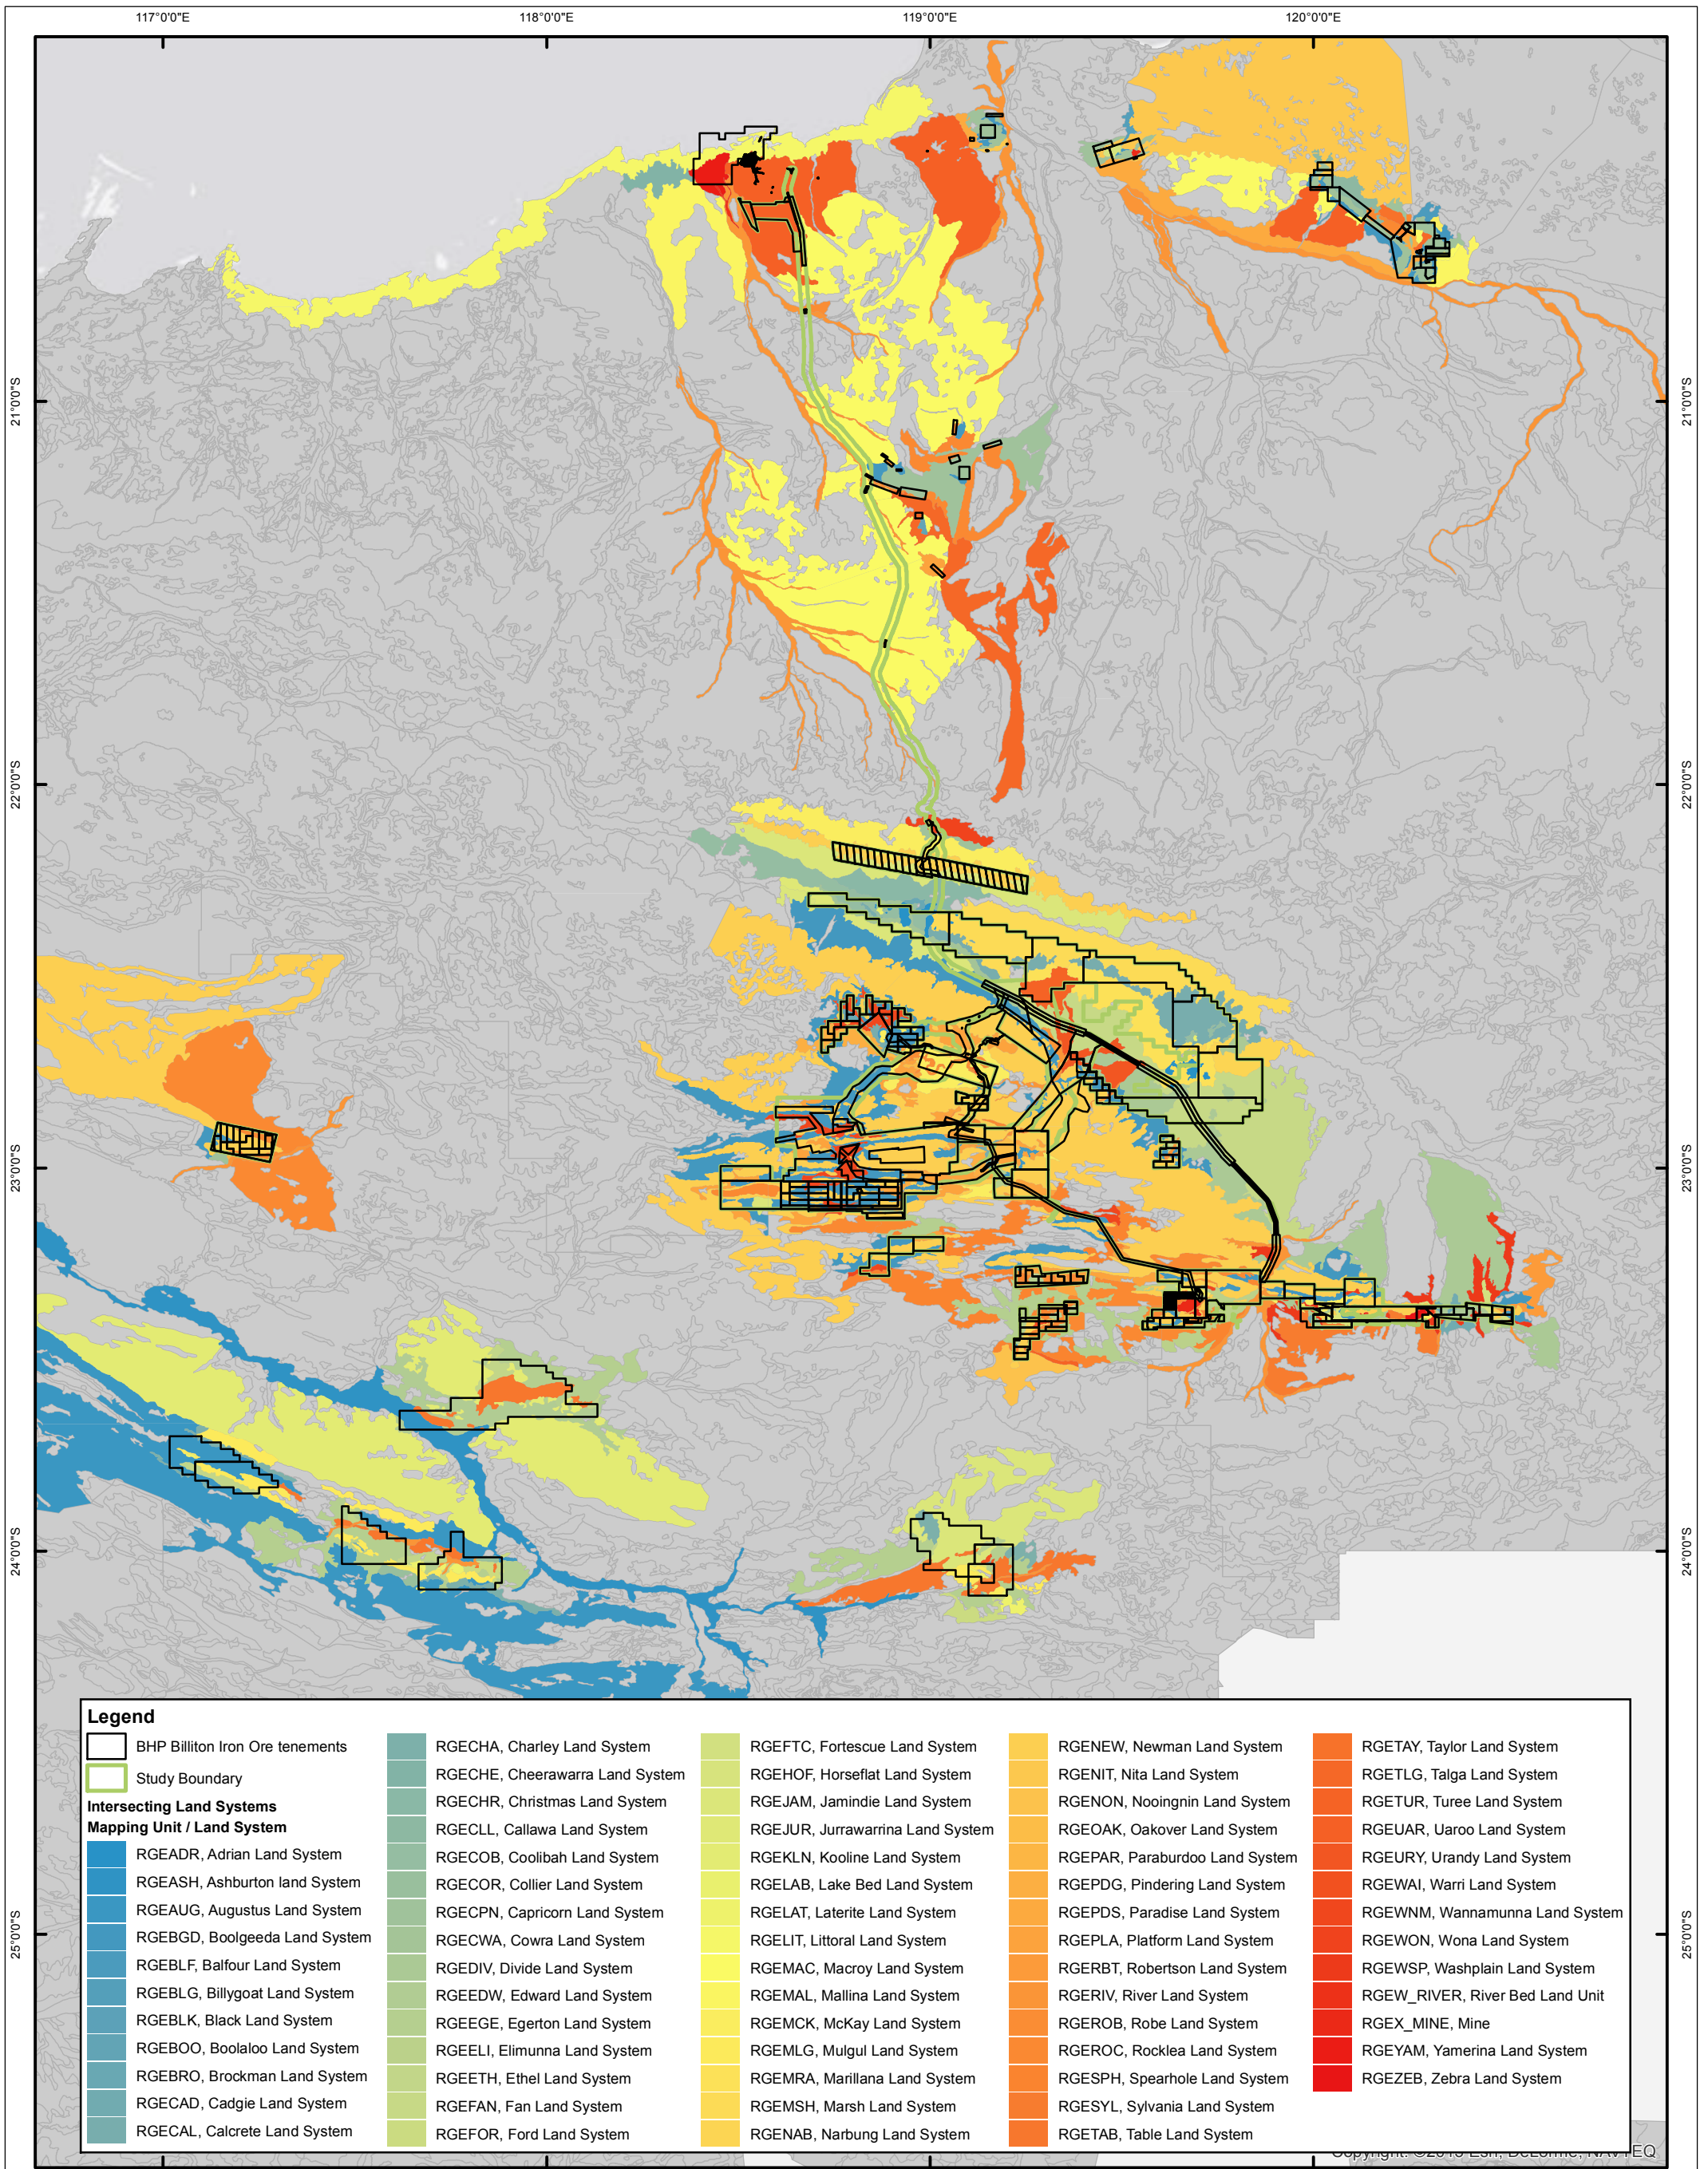 117°0'0"E
118°0'0"E
119°0'0"E
120°0'0"E
21°0'0"S
21°0'0"S
22°0'0"S
22°0'0"S
23°0'0"S
23°0'0"S
24°0'0"S
24°0'0"S
25°0'0"S
25°0'0"S
Legend
BHP Billiton Iron Ore tenements
Study Boundary
Intersecting Land Systems
Mapping Unit / Land System
RGEADR, Adrian Land System
RGEASH, Ashburton land System
RGEAUG, Augustus Land System
RGEBGD, Boolgeeda Land System
RGEBLF, Balfour Land System
RGEBLG, Billygoat Land System
RGEBLK, Black Land System
RGEBOO, Boolaloo Land System
RGEBRO, Brockman Land System
RGECAD, Cadgie Land System
RGECAL, Calcrete Land System
RGECHA, Charley Land System
RGECHE, Cheerawarra Land System
RGECHR, Christmas Land System
RGECLL, Callawa Land System
RGECOB, Coolibah Land System
RGECOR, Collier Land System
RGECPN, Capricorn Land System
RGECWA, Cowra Land System
RGEDIV, Divide Land System
RGEEDW, Edward Land System
RGEEGE, Egerton Land System
RGEELI, Elimunna Land System
RGEETH, Ethel Land System
RGEFAN, Fan Land System
RGEFOR, Ford Land System
RGEFTC, Fortescue Land System
RGEHOF, Horseflat Land System
RGEJAM, Jamindie Land System
RGEJUR, Jurrawarrina Land System
RGEKLN, Kooline Land System
RGELAB, Lake Bed Land System
RGELAT, Laterite Land System
RGELIT, Littoral Land System
RGEMAC, Macroy Land System
RGEMAL, Mallina Land System
RGEMCK, McKay Land System
RGEMLG, Mulgul Land System
RGEMRA, Marillana Land System
RGEMSH, Marsh Land System
RGENAB, Narbung Land System
RGENEW, Newman Land System
RGENIT, Nita Land System
RGENON, Nooingnin Land System
RGEOAK, Oakover Land System
RGEPAR, Paraburdoo Land System
RGEPDG, Pindering Land System
RGEPDS, Paradise Land System
RGEPLA, Platform Land System
RGERBT, Robertson Land System
RGERIV, River Land System
RGEROB, Robe Land System
RGEROC, Rocklea Land System
RGESPH, Spearhole Land System
RGESYL, Sylvania Land System
RGETAB, Table Land System
RGETAY, Taylor Land System
RGETLG, Talga Land System
RGETUR, Turee Land System
RGEUAR, Uaroo Land System
RGEURY, Urandy Land System
RGEWAI, Warri Land System
RGEWNM, Wannamunna Land System
RGEWON, Wona Land System
RGEWSP, Washplain Land System
RGEW_RIVER, River Bed Land Unit
RGEX_MINE, Mine
RGEYAM, Yamerina Land System
RGEZEB, Zebra Land System